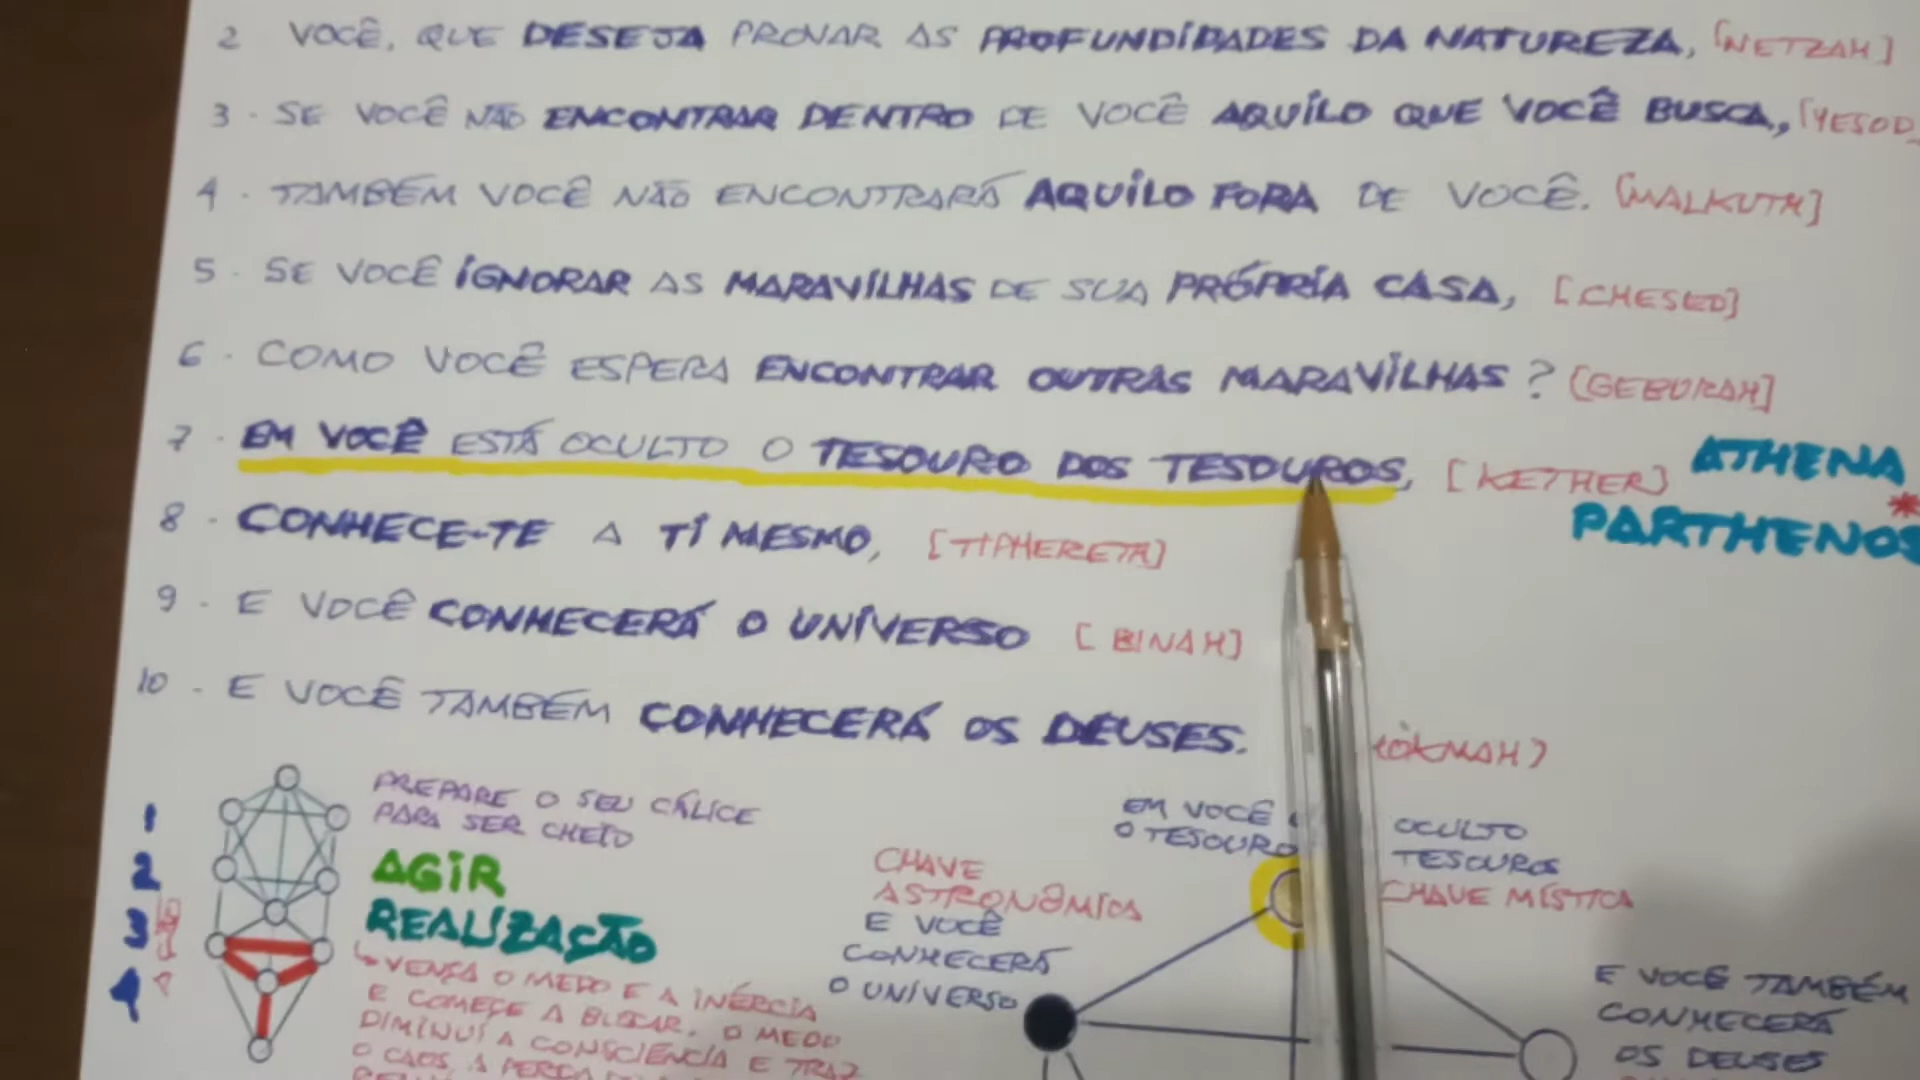 2 VOCÊ, QUE DESEJA PROVAR AS PROFUNDIDADES DA NATUREZA, [NETZAH]
3 · SE VOCÊ NÃO ENCONTRAR DENTRO DE VOCÊ AQUILO QUE VOCÊ BUSCA, [YESOD
4 · TAMBÉM VOCÊ NÃO ENCONTRARÁ AQUILO FORA DE VOCÊ. [MALKUTH]
5 · SE VOCÊ IGNORAR AS MARAVILHAS DE SUA PRÓPRIA CASA, [CHESED]
6 · COMO VOCÊ ESPERA ENCONTRAR OUTRAS MARAVILHAS? [GEBURAH]
7 · EM VOCÊ ESTÁ OCULTO O TESOURO DOS TESOUROS, [KETHER]
ATHENA
PARTHENOS
8 · CONHECE-TE A TI MESMO, [TIPHERETH]
9 · E VOCÊ CONHECERÁ O UNIVERSO [BINAH]
10 - E VOCÊ TAMBÉM CONHECERÁ OS DEUSES.
1
2
3
4
PREPARE O SEU CÁLICE
PARA SER CHEIO
AGIR
REALIZAÇÃO
VENÇA O MEDO E A INÉRCIA
E COMECE A BUSCAR. O MEDO
DIMINUI A CONSCIÊNCIA E TRAZ
O CAOS, A
CHAVE
ASTRONÔMICA
E VOCÊ
CONHECERÁ
O UNIVERSO
EM VOCÊ OCULTO
O TESOURO TESOUROS
CHAVE MÍSTICA
E VOCÊ TAMBÉM
CONHECERÁ
OS DEUSES